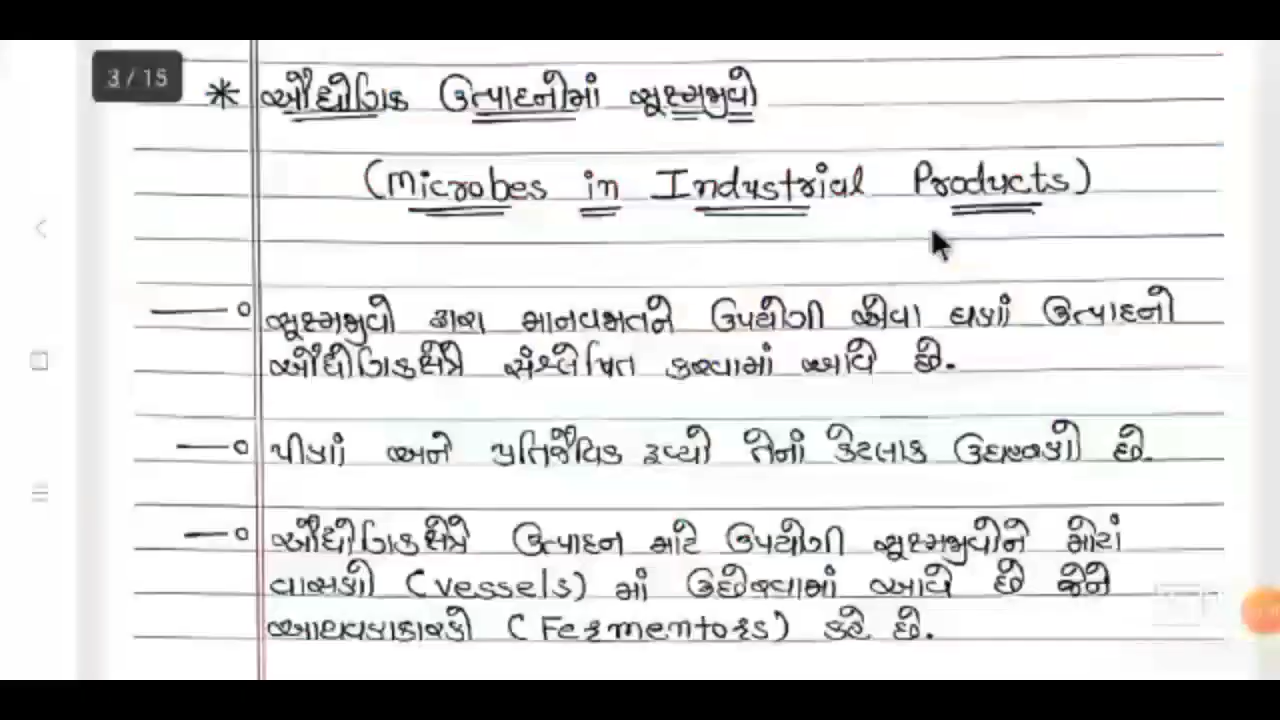 3 / 15
* ઔદ્યોગિક ઉત્પાદનોમાં સૂક્ષ્મજીવો
(Microbes in Industrial Products)
સૂક્ષ્મજીવો દ્વારા માનવજાતને ઉપયોગી એવા ઘણાં ઉત્પાદનો
ઔદ્યોગિકક્ષેત્રે સંશ્લેષિત કરવામાં આવે છે.
પીણાં અને પ્રતિજૈવિક દ્રવ્યો તેનાં કેટલાક ઉદાહરણો છે.
ઔદ્યોગિકક્ષેત્રે ઉત્પાદન માટે ઉપયોગી સૂક્ષ્મજીવોને મોટાં
વાસણો (vessels) માં ઉછેરવામાં આવે છે જેને
આથવણકારકો (Fermentors) કહે છે.